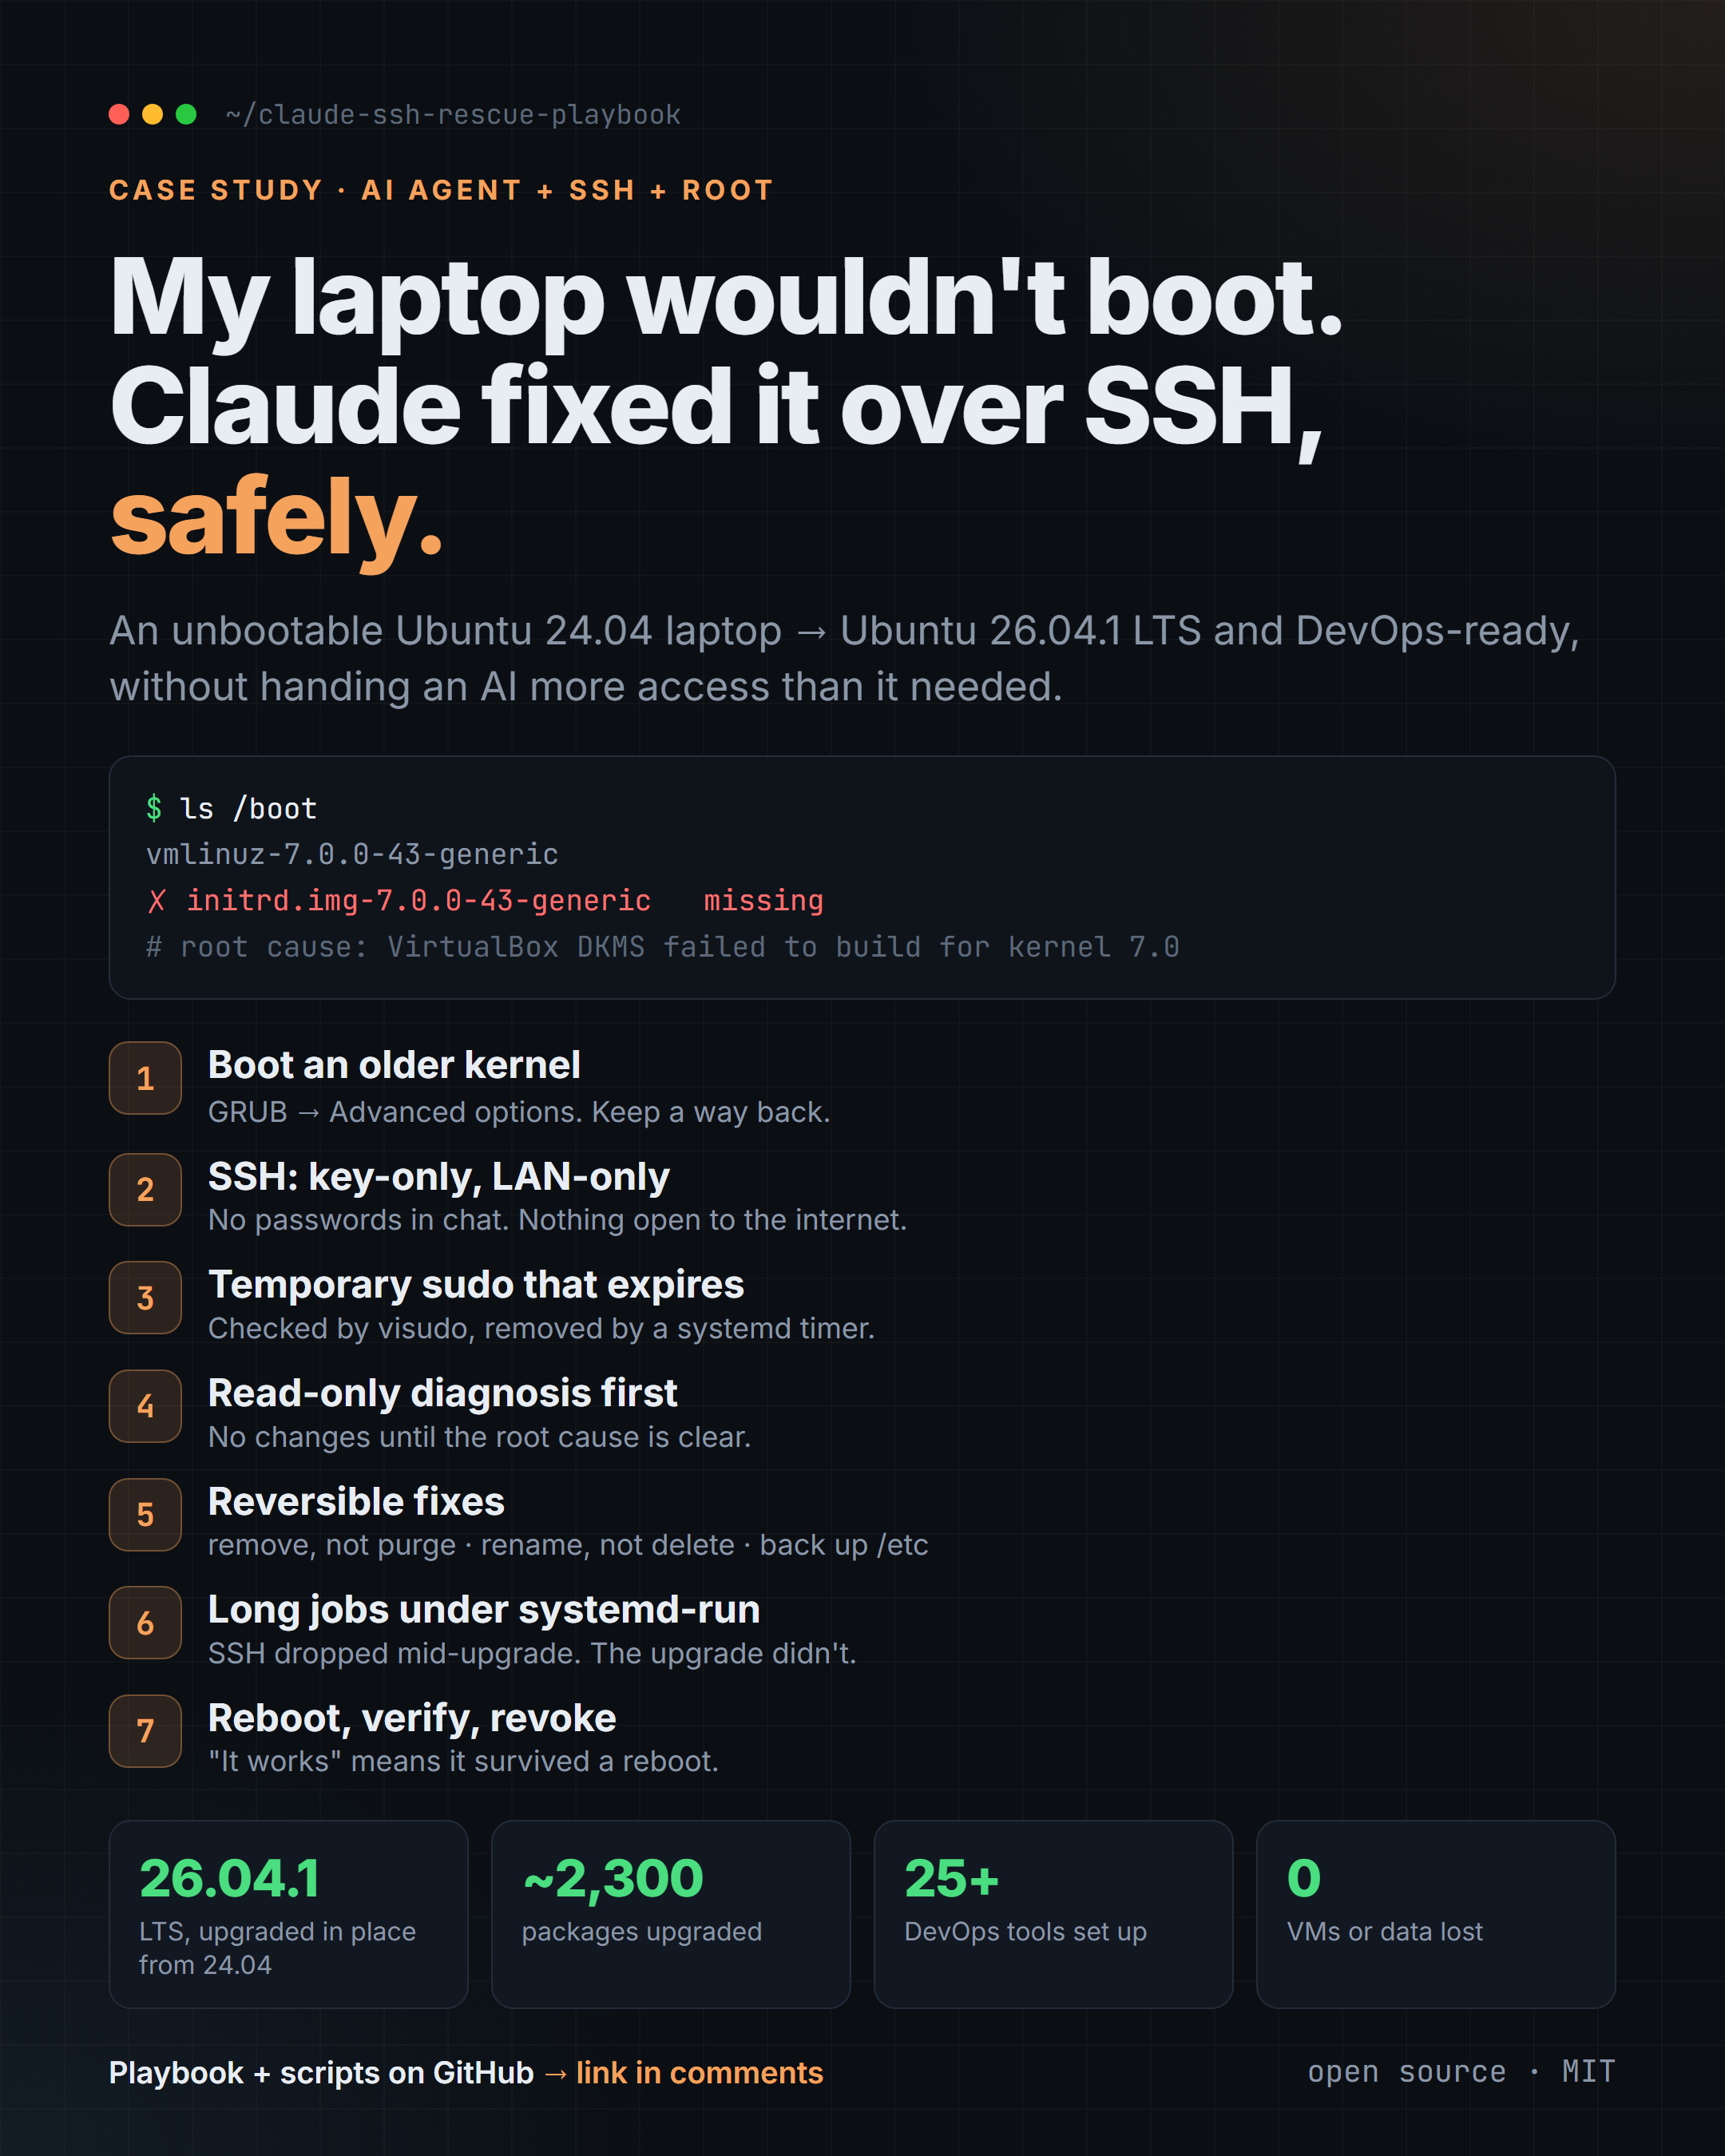 ~/claude-ssh-rescue-playbook
CASE STUDY · AI AGENT + SSH + ROOT
My laptop wouldn't boot.
Claude fixed it over SSH,
safely.
An unbootable Ubuntu 24.04 laptop → Ubuntu 26.04.1 LTS and DevOps-ready,
without handing an AI more access than it needed.
$ ls /boot
vmlinuz-7.0.0-43-generic
✗ initrd.img-7.0.0-43-generic   missing
# root cause: VirtualBox DKMS failed to build for kernel 7.0
1
Boot an older kernel
GRUB → Advanced options. Keep a way back.
2
SSH: key-only, LAN-only
No passwords in chat. Nothing open to the internet.
3
Temporary sudo that expires
Checked by visudo, removed by a systemd timer.
4
Read-only diagnosis first
No changes until the root cause is clear.
5
Reversible fixes
remove, not purge · rename, not delete · back up /etc
6
Long jobs under systemd-run
SSH dropped mid-upgrade. The upgrade didn't.
7
Reboot, verify, revoke
"It works" means it survived a reboot.
26.04.1
LTS, upgraded in place
from 24.04
~2,300
packages upgraded
25+
DevOps tools set up
0
VMs or data lost
Playbook + scripts on GitHub → link in comments
open source · MIT